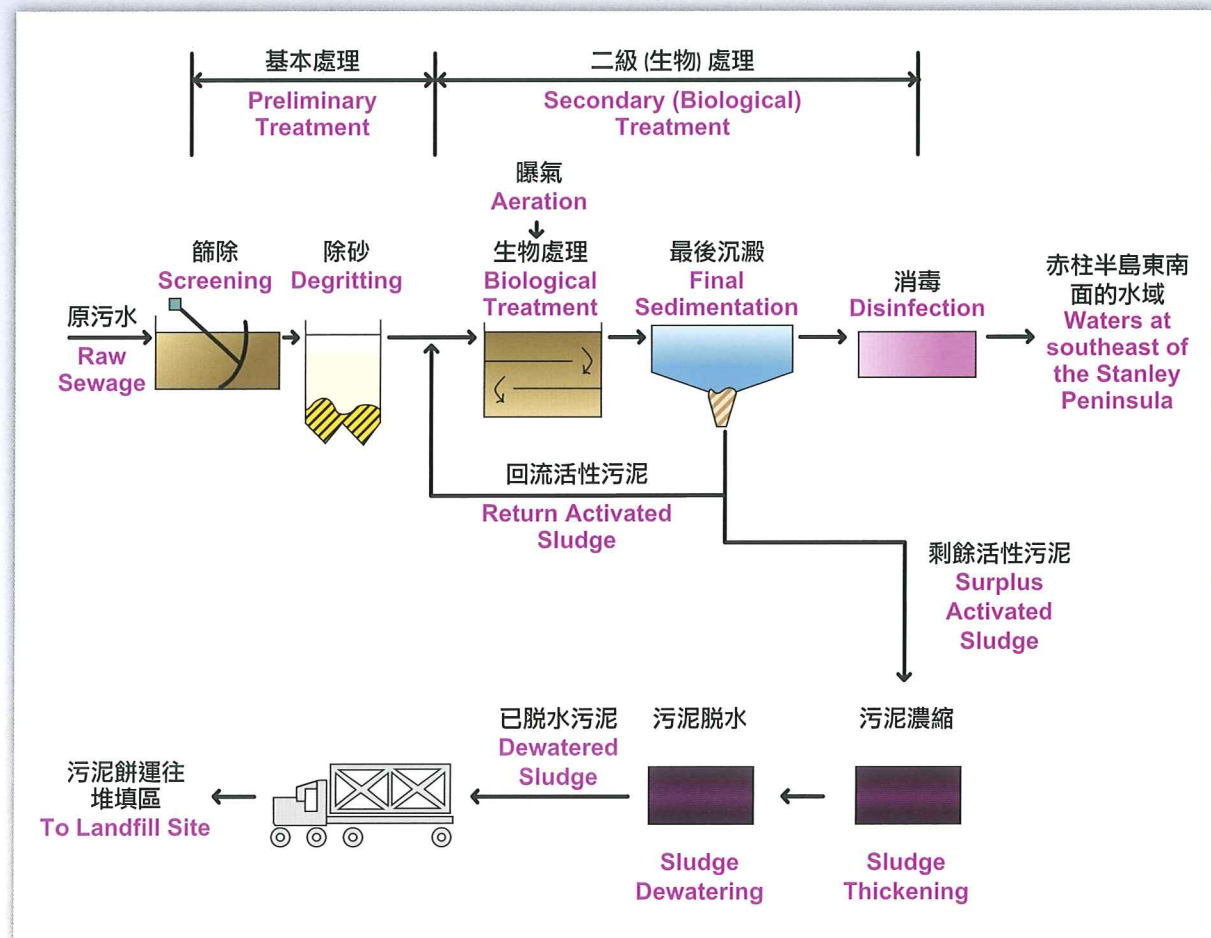 基本處理
Preliminary
Treatment
二級 (生物) 處理
Secondary (Biological)
Treatment
曝氣
Aeration
原污水
Raw
Sewage
篩除
Screening
除砂
Degritting
生物處理
Biological
Treatment
最後沉澱
Final
Sedimentation
消毒
Disinfection
赤柱半島東南
面的水域
Waters at
southeast of
the Stanley
Peninsula
回流活性污泥
Return Activated
Sludge
剩餘活性污泥
Surplus
Activated
Sludge
污泥濃縮
Sludge
Thickening
污泥脱水
Sludge
Dewatering
已脱水污泥
Dewatered
Sludge
污泥餅運往
堆填區
To Landfill Site